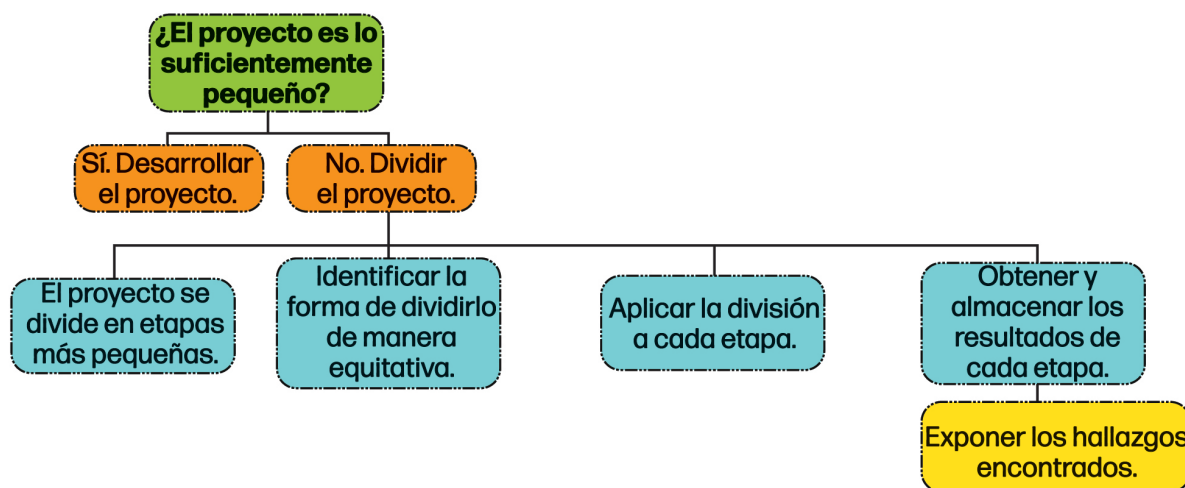 ¿El proyecto es lo
suficientemente
pequeño?
Sí. Desarrollar
el proyecto.
No. Dividir
el proyecto.
El proyecto se
divide en etapas
más pequeñas.
Identificar la
forma de dividirlo
de manera
equitativa.
Aplicar la división
a cada etapa.
Obtener y
almacenar los
resultados de
cada etapa.
Exponer los hallazgos
encontrados.